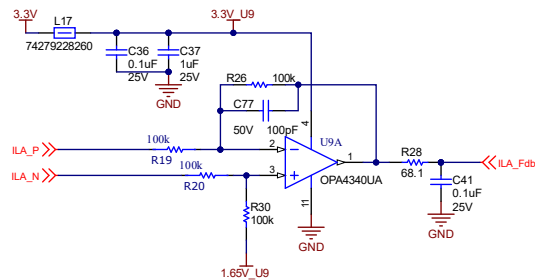 3.3V
L17
74279228260
3.3V_U9
C36
0.1uF
25V
C37
1uF
25V
GND
R26
100k
C77
50V
100pF
4
U9A
ILA_P
100k
R19
2
1
ILA_N
100k
R20
3
OPA4340UA
11
GND
R30
100k
1.65V_U9
R28
68.1
ILA_Fdb
C41
0.1uF
25V
GND